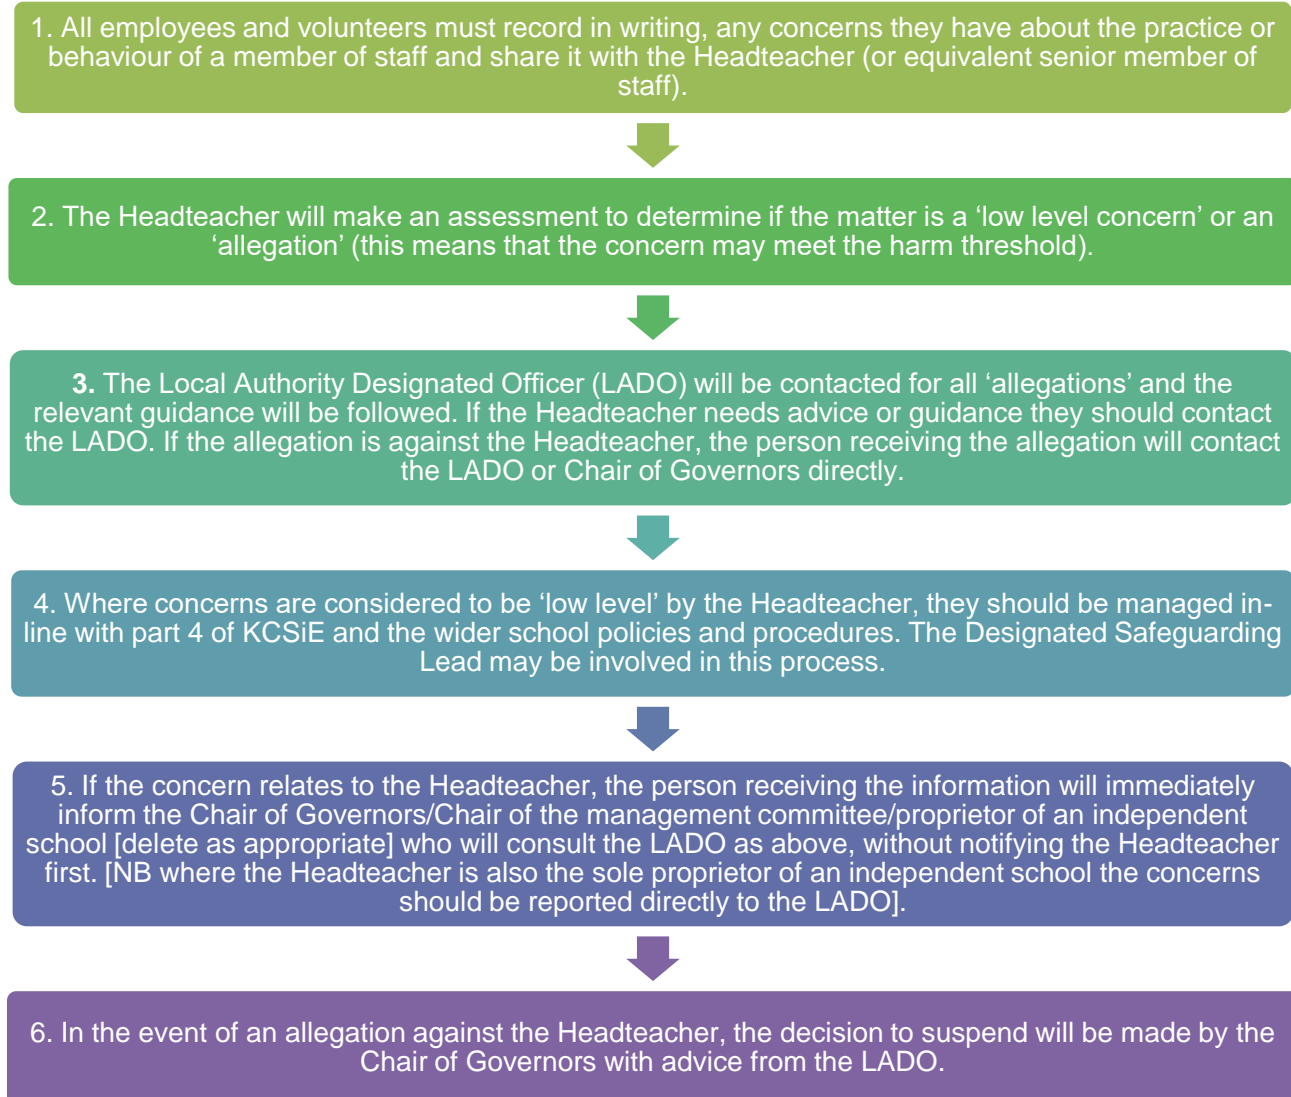 1. All employees and volunteers must record in writing, any concerns they have about the practice or
behaviour of a member of staff and share it with the Headteacher (or equivalent senior member of
staff).
2. The Headteacher will make an assessment to determine if the matter is a ‘low level concern’ or an
‘allegation’ (this means that the concern may meet the harm threshold).
3. The Local Authority Designated Officer (LADO) will be contacted for all ‘allegations’ and the
relevant guidance will be followed. If the Headteacher needs advice or guidance they should contact
the LADO. If the allegation is against the Headteacher, the person receiving the allegation will contact
the LADO or Chair of Governors directly.
4. Where concerns are considered to be ‘low level’ by the Headteacher, they should be managed in-
line with part 4 of KCSiE and the wider school policies and procedures. The Designated Safeguarding
Lead may be involved in this process.
5. If the concern relates to the Headteacher, the person receiving the information will immediately
inform the Chair of Governors/Chair of the management committee/proprietor of an independent
school [delete as appropriate] who will consult the LADO as above, without notifying the Headteacher
first. [NB where the Headteacher is also the sole proprietor of an independent school the concerns
should be reported directly to the LADO].
6. In the event of an allegation against the Headteacher, the decision to suspend will be made by the
Chair of Governors with advice from the LADO.